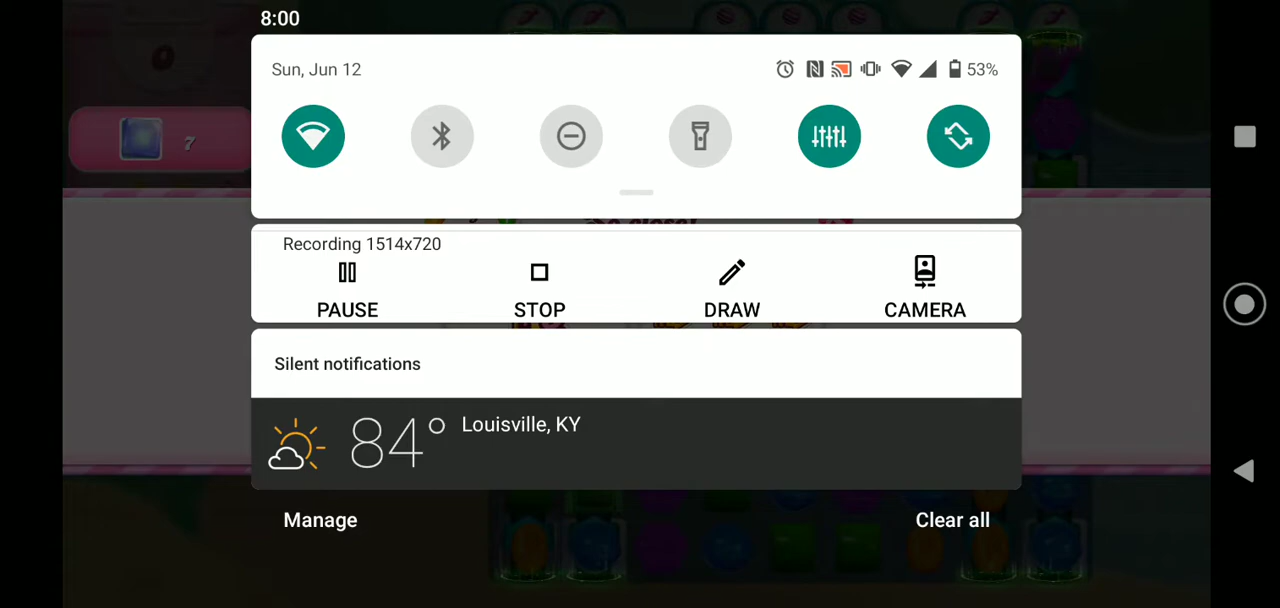 8:00
Sun, Jun 12
53%
7
o close!
Recording 1514x720
PAUSE STOP DRAW CAMERA
Silent notifications
84° Louisville, KY
Manage Clear all